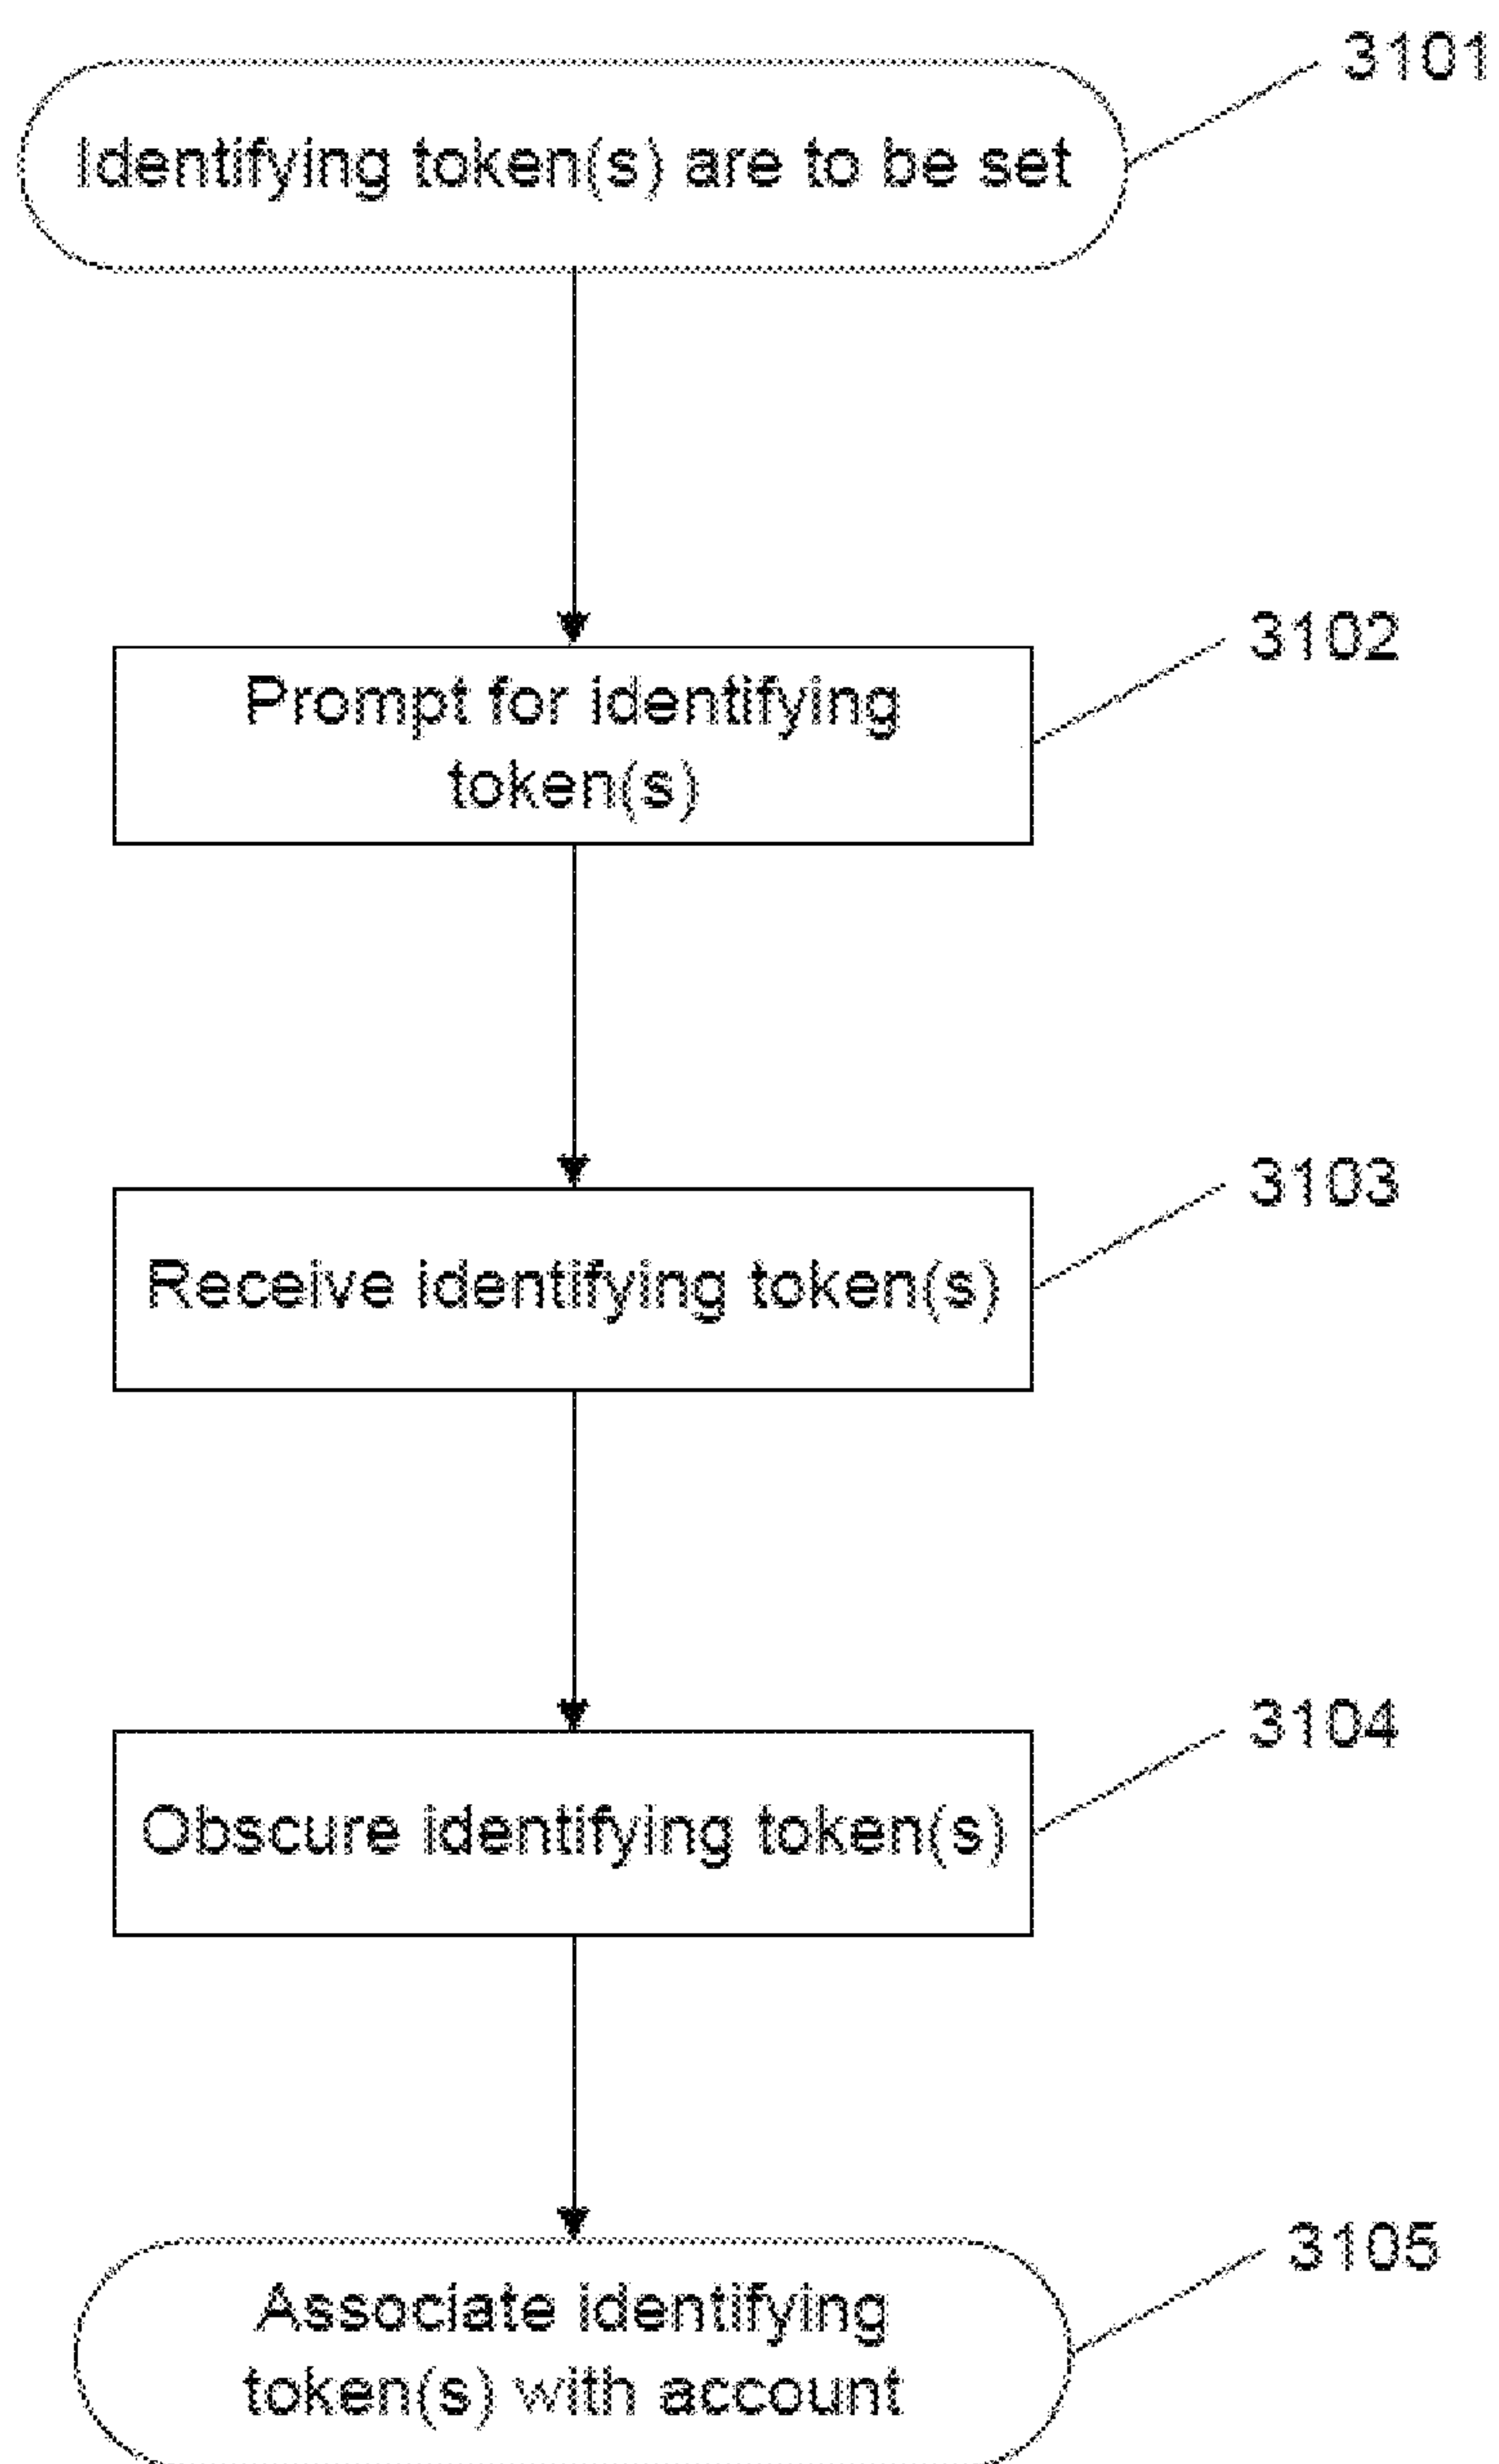 3101
Identifying token(s) are to be set
3102
Prompt for identifying
token(s)
3103
Receive identifying token(s)
3104
Obscure identifying token(s)
3105
Associate identifying
token(s) with account